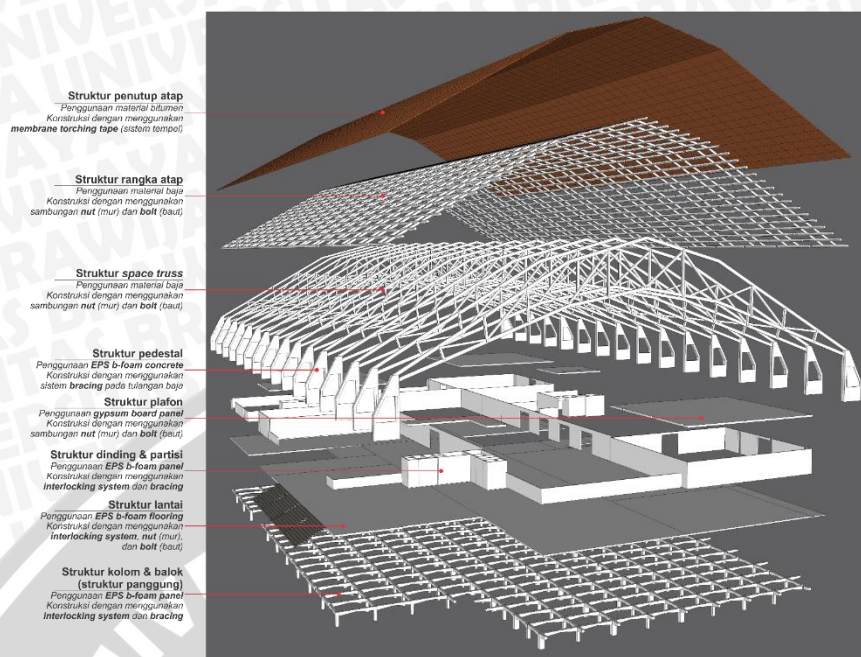 Struktur penutup atap
Penggunaan material bitumen
Konstruksi dengan menggunakan
membrane torching tape (sistem tempel)
Struktur rangka atap
Penggunaan material baja
Konstruksi dengan menggunakan
sambungan nut (mur) dan bolt (baut)
Struktur space truss
Penggunaan material baja
Konstruksi dengan menggunakan
sambungan nut (mur) dan bolt (baut)
Struktur pedestal
Penggunaan EPS b-foam concrete
Konstruksi dengan menggunakan
sistem bracing pada tulangan baja
Struktur plafon
Penggunaan gypsum board panel
Konstruksi dengan menggunakan
sambungan nut (mur) dan bolt (baut)
Struktur dinding & partisi
Penggunaan EPS b-foam panel
Konstruksi dengan menggunakan
interlocking system dan bracing
Struktur lantai
Penggunaan EPS b-foam flooring
Konstruksi dengan menggunakan
interlocking system, nut (mur),
dan bolt (baut)
Struktur kolom & balok
(struktur panggung)
Penggunaan EPS b-foam panel
Konstruksi dengan menggunakan
interlocking system dan bracing